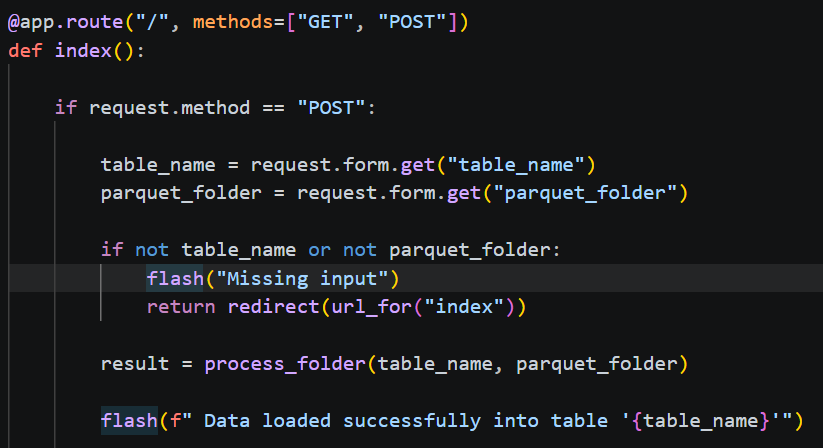 @app.route("/", methods=["GET", "POST"])
def index():
if request.method == "POST":
table_name = request.form.get("table_name")
parquet_folder = request.form.get("parquet_folder")
if not table_name or not parquet_folder:
flash("Missing input")
return redirect(url_for("index"))
result = process_folder(table_name, parquet_folder)
flash(f" Data loaded successfully into table '{table_name}'")